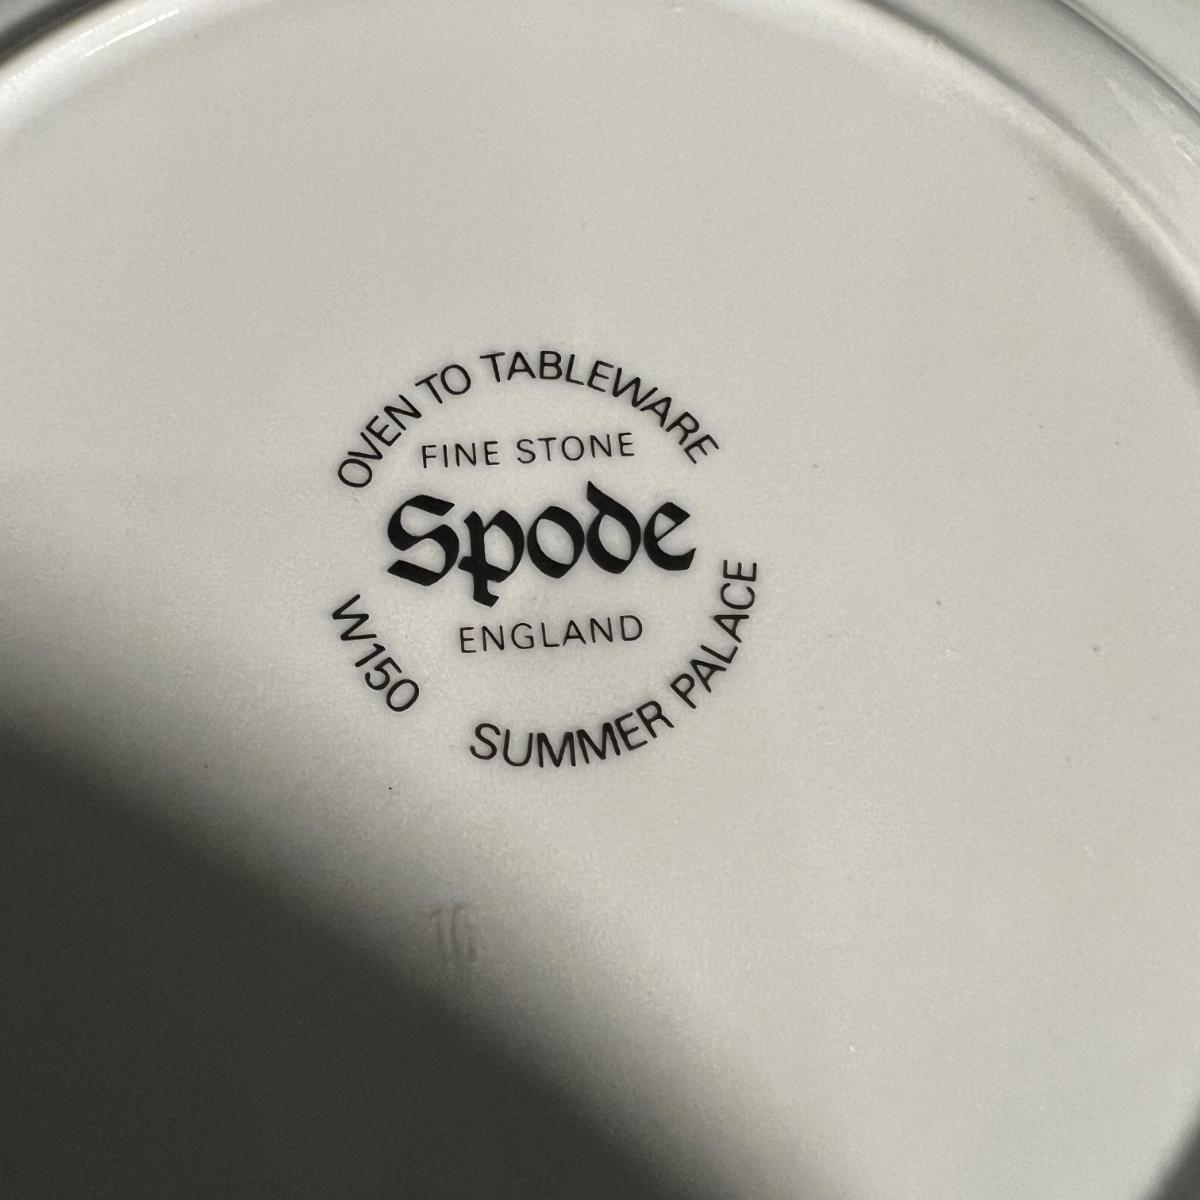 OVEN TO TABLEWARE
FINE STONE
Spode
ENGLAND
W150
SUMMER PALACE